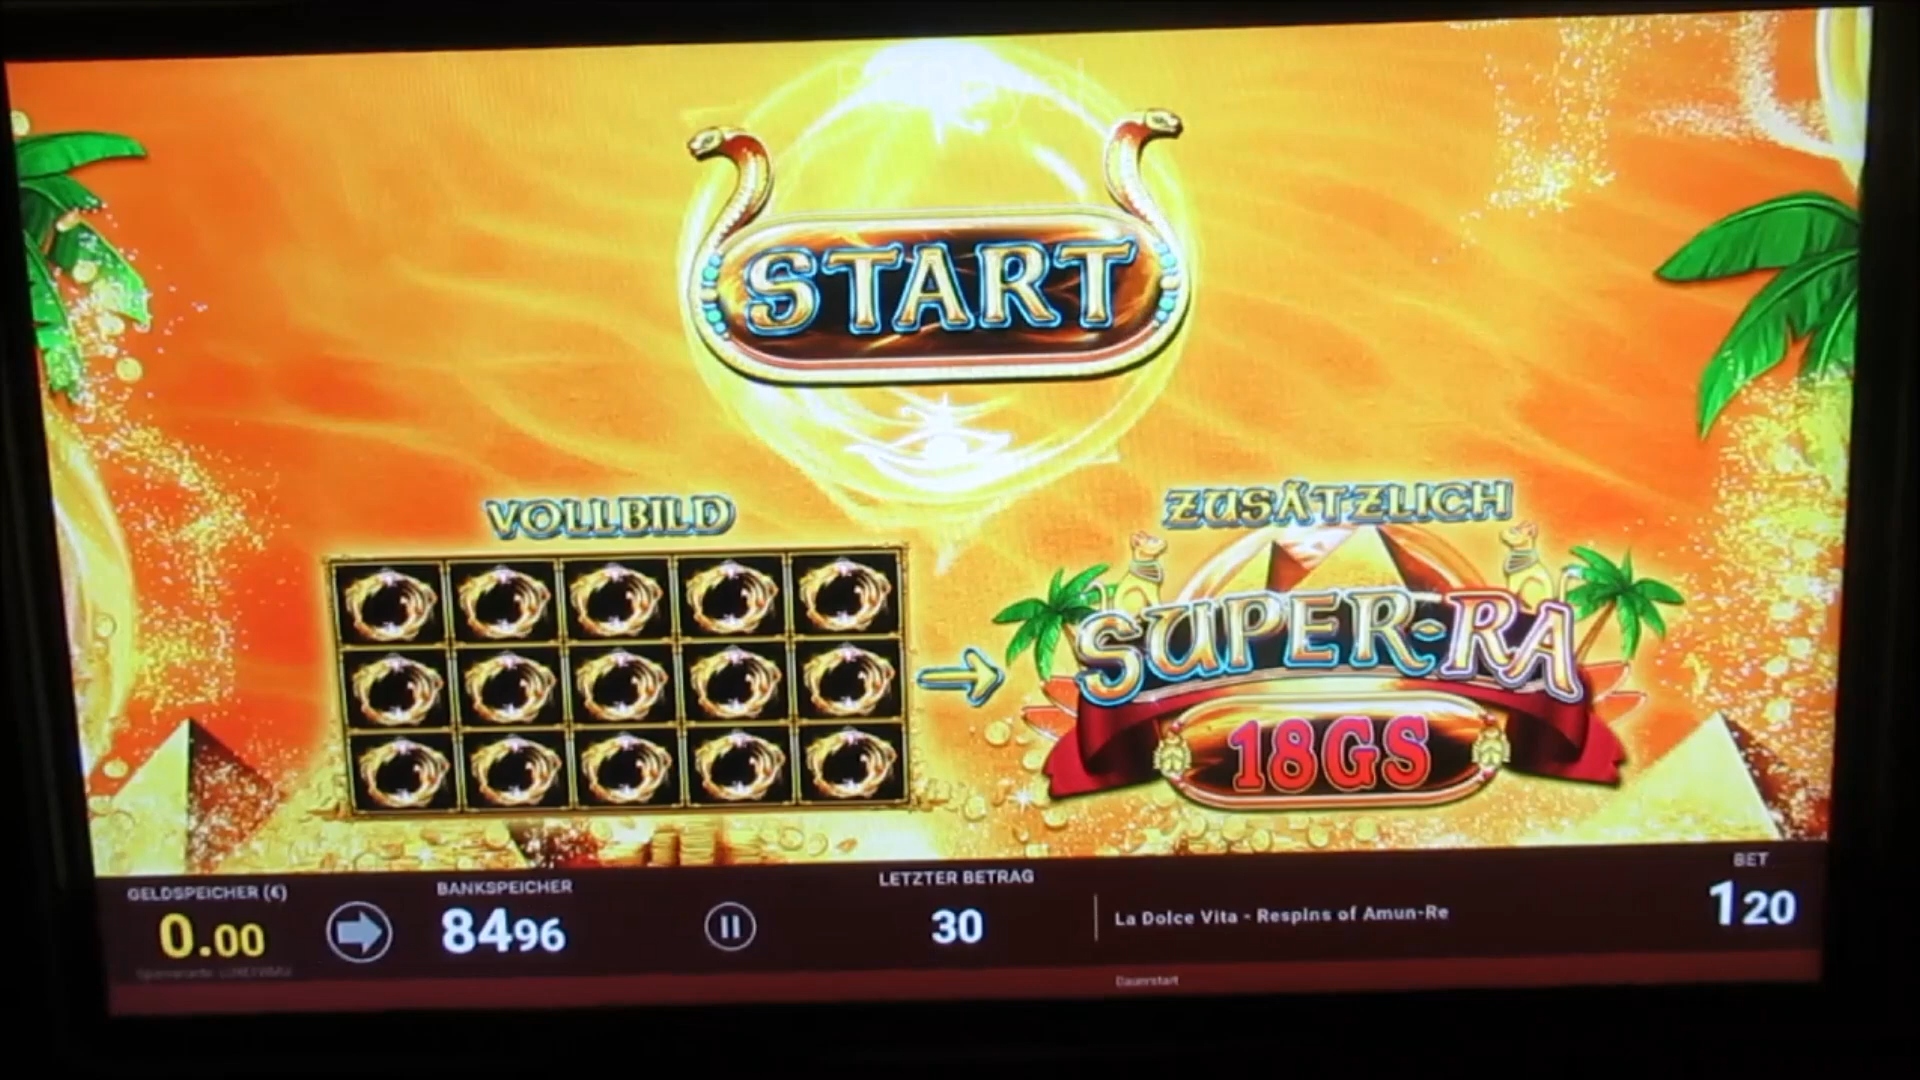 START
VOLLBILD
ZUSÄTZLICH
SUPER-RA
18GS
GELDSPEICHER (€)
0.00
BANKSPEICHER
8496
LETZTER BETRAG
30
La Dolce Vita - Respins of Amun-Re
BET
120
Dauerstart